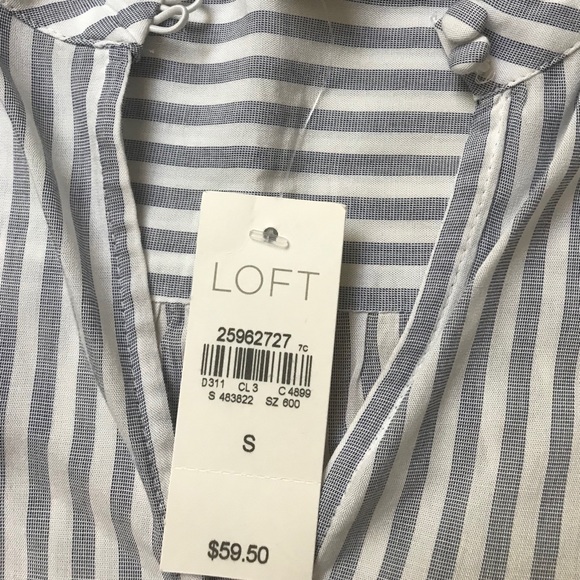 LOFT
25962727 7C
D311 CL 3 C 4899
S 483822 SZ 600
S
$59.50